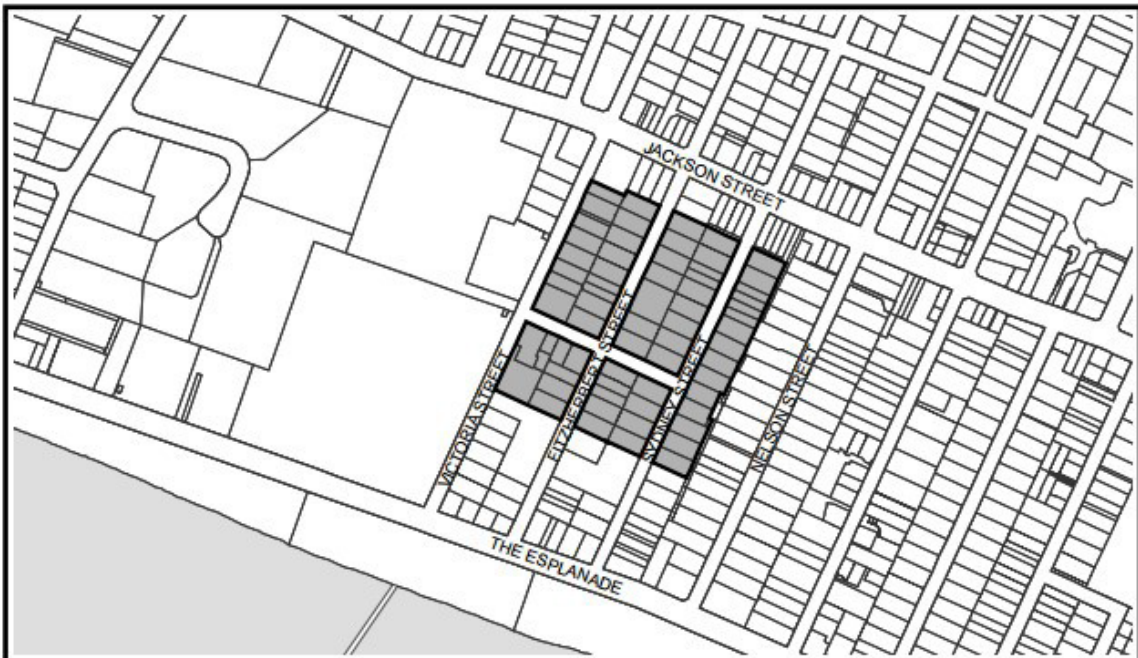 JACKSON STREET
VICTORIA STREET
FITZHERBERT STREET
SYDNEY STREET
NELSON STREET
THE ESPLANADE